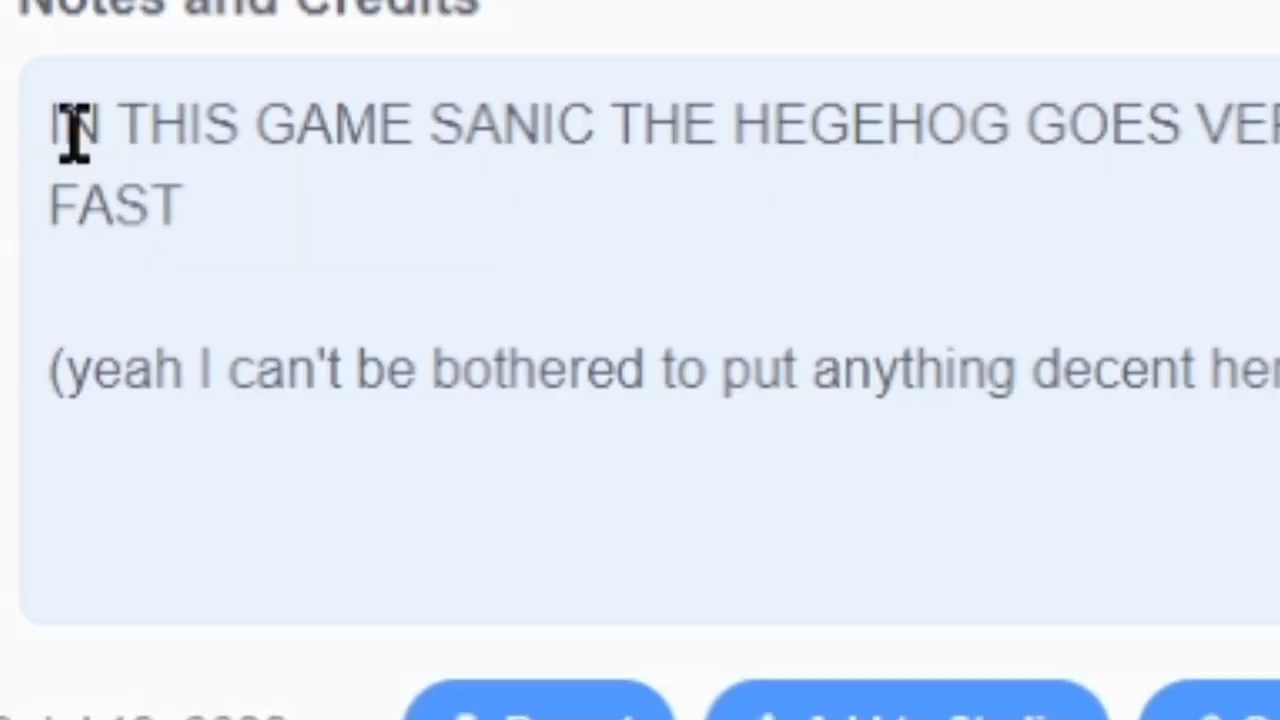 Notes and Credits
IN THIS GAME SANIC THE HEGEHOG GOES
FAST
(yeah I can't be bothered to put anything decent